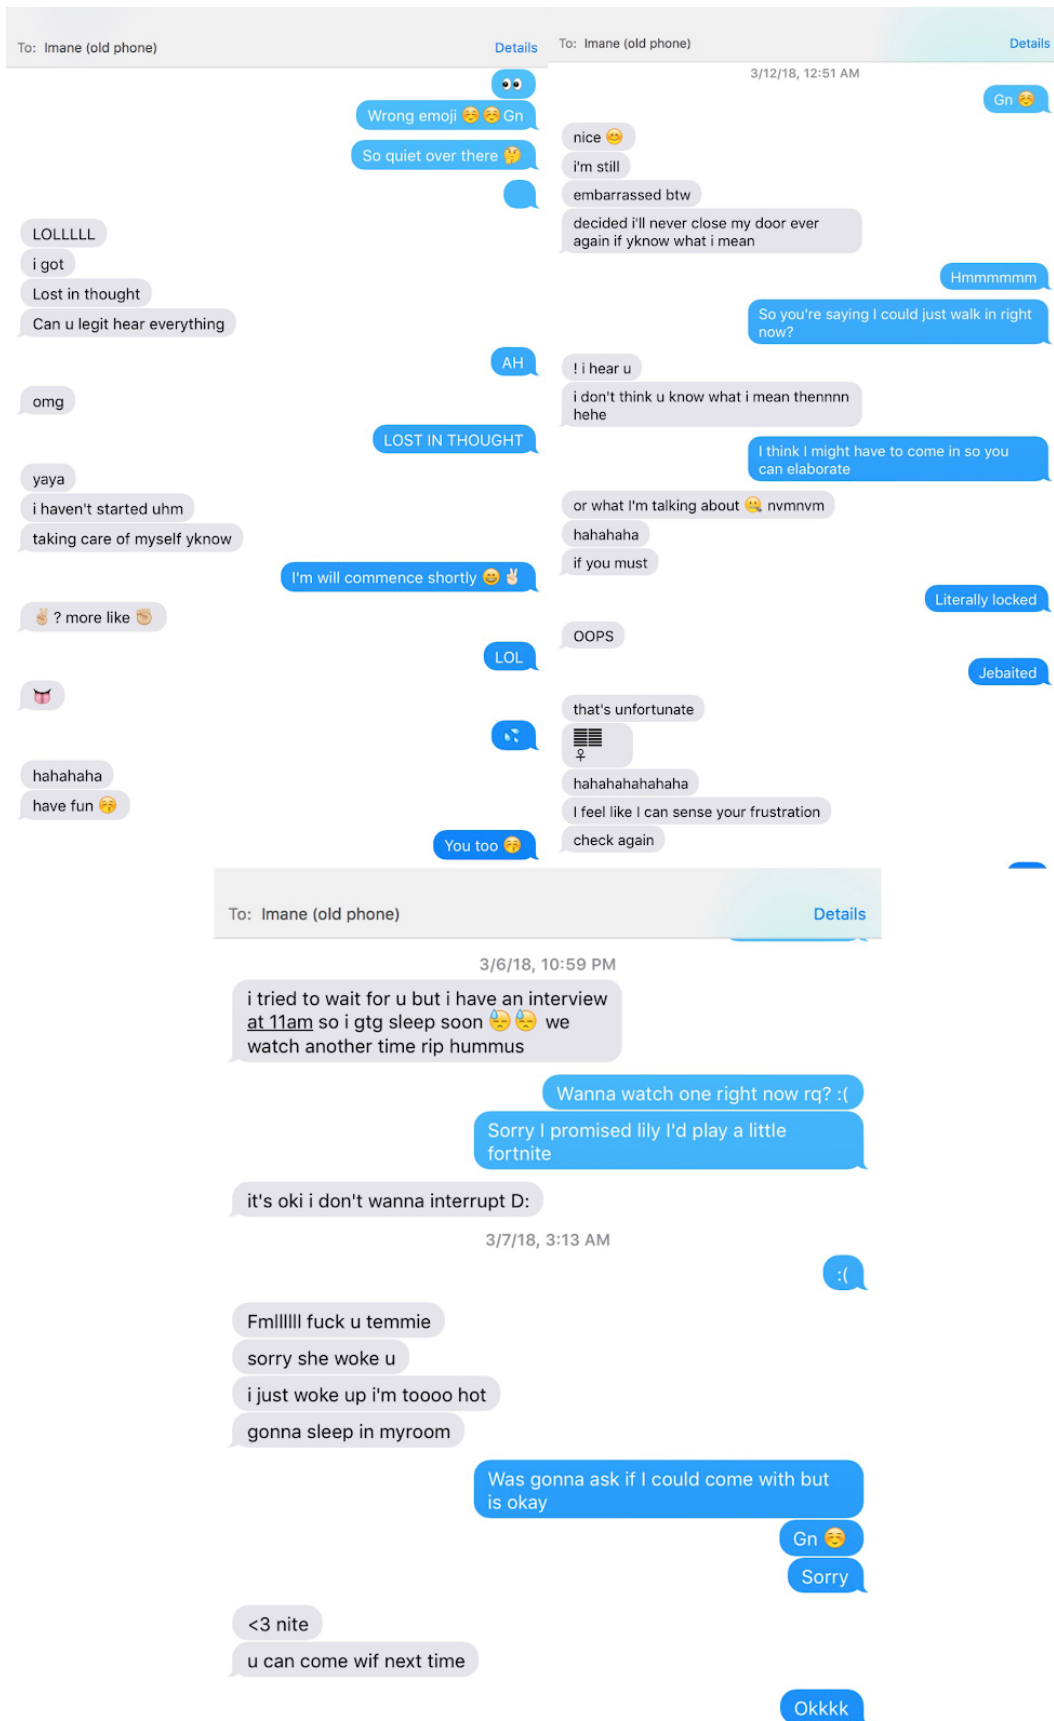 To: Imane (old phone)
Details
👀
Wrong emoji ☺️☺️Gn
So quiet over there 🤔
LOLLLLL
i got
Lost in thought
Can u legit hear everything
AH
omg
LOST IN THOUGHT
yaya
i haven't started uhm
taking care of myself yknow
I'm will commence shortly 😄✌🏻
✌🏻? more like ✊🏻
LOL
👅
💦
hahahaha
have fun 😚
You too 😚
To: Imane (old phone)
Details
3/12/18, 12:51 AM
Gn ☺️
nice 😊
i'm still
embarrassed btw
decided i'll never close my door ever
again if yknow what i mean
Hmmmmmm
So you're saying I could just walk in right
now?
! i hear u
i don't think u know what i mean thennnn
hehe
I think I might have to come in so you
can elaborate
or what I'm talking about 🤐 nvmnvm
hahahaha
if you must
Literally locked
OOPS
Jebaited
that's unfortunate
hahahahahahaha
I feel like I can sense your frustration
check again
To: Imane (old phone)
Details
3/6/18, 10:59 PM
i tried to wait for u but i have an interview
at 11am so i gtg sleep soon 😓😓 we
watch another time rip hummus
Wanna watch one right now rq? :(
Sorry I promised lily I'd play a little
fortnite
it's oki i don't wanna interrupt D:
3/7/18, 3:13 AM
:(
Fmllllll fuck u temmie
sorry she woke u
i just woke up i'm toooo hot
gonna sleep in myroom
Was gonna ask if I could come with but
is okay
Gn ☺️
Sorry
<3 nite
u can come wif next time
Okkkk